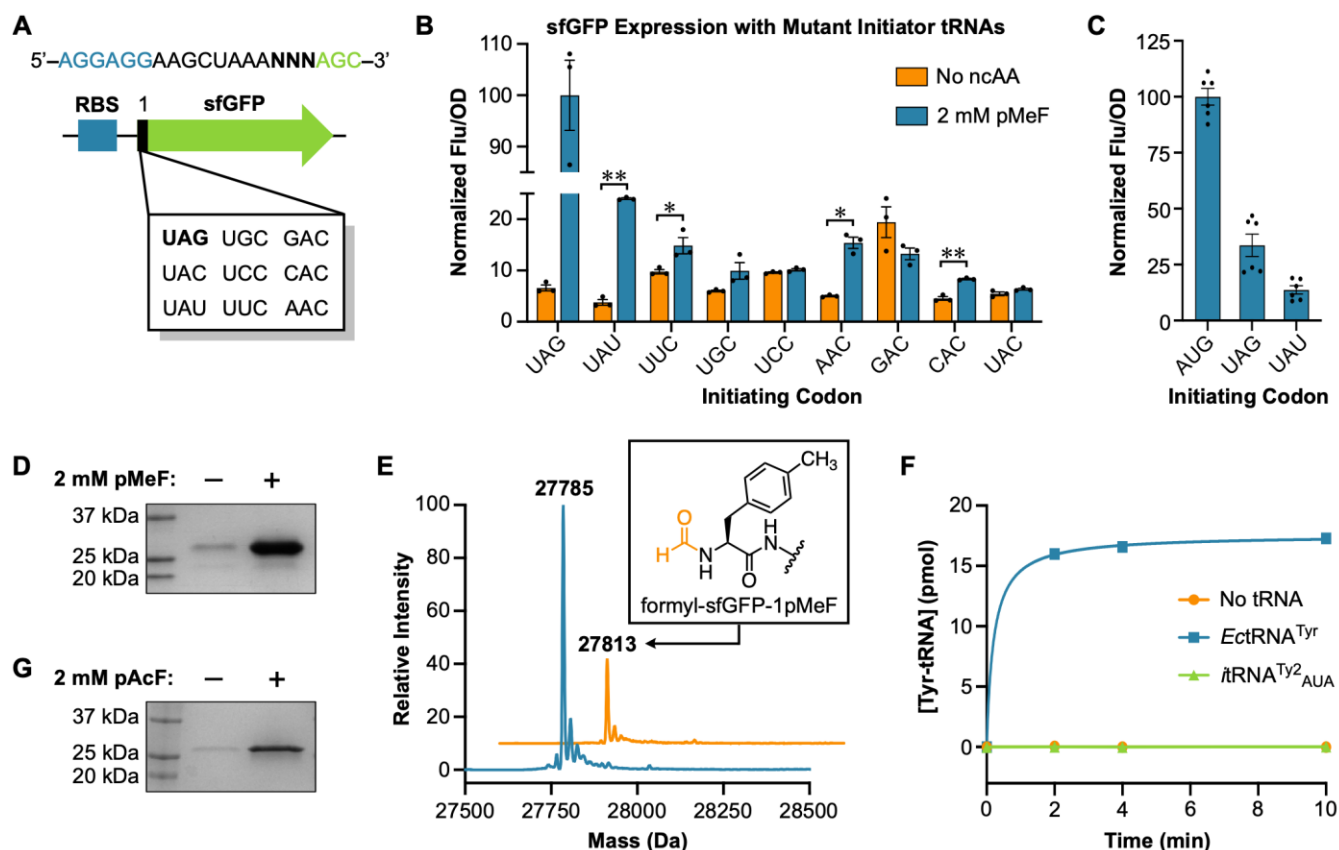 A
5'–AGGAGGAAGCUAAANNNAGC–3'
RBS 1 sfGFP
UAG UGC GAC
UAC UCC CAC
UAU UUC AAC
B
sfGFP Expression with Mutant Initiator tRNAs
Normalized Flu/OD
110
100
90
20
10
0
No ncAA
2 mM pMeF
**
*
*
**
UAG UAU UUC UGC UCC AAC GAC CAC UAC
Initiating Codon
C
Normalized Flu/OD
125
100
75
50
25
0
AUG UAG UAU
Initiating Codon
D
2 mM pMeF: – +
37 kDa
25 kDa
20 kDa
G
2 mM pAcF: – +
37 kDa
25 kDa
20 kDa
E
Relative Intensity
100
80
60
40
20
0
27785
27813
O
H
N
H
O
H
N
CH3
formyl-sfGFP-1pMeF
27500 27750 28000 28250 28500
Mass (Da)
F
[Tyr-tRNA] (pmol)
20
15
10
5
0
No tRNA
EctRNATyr
itRNATy2AUA
0 2 4 6 8 10
Time (min)